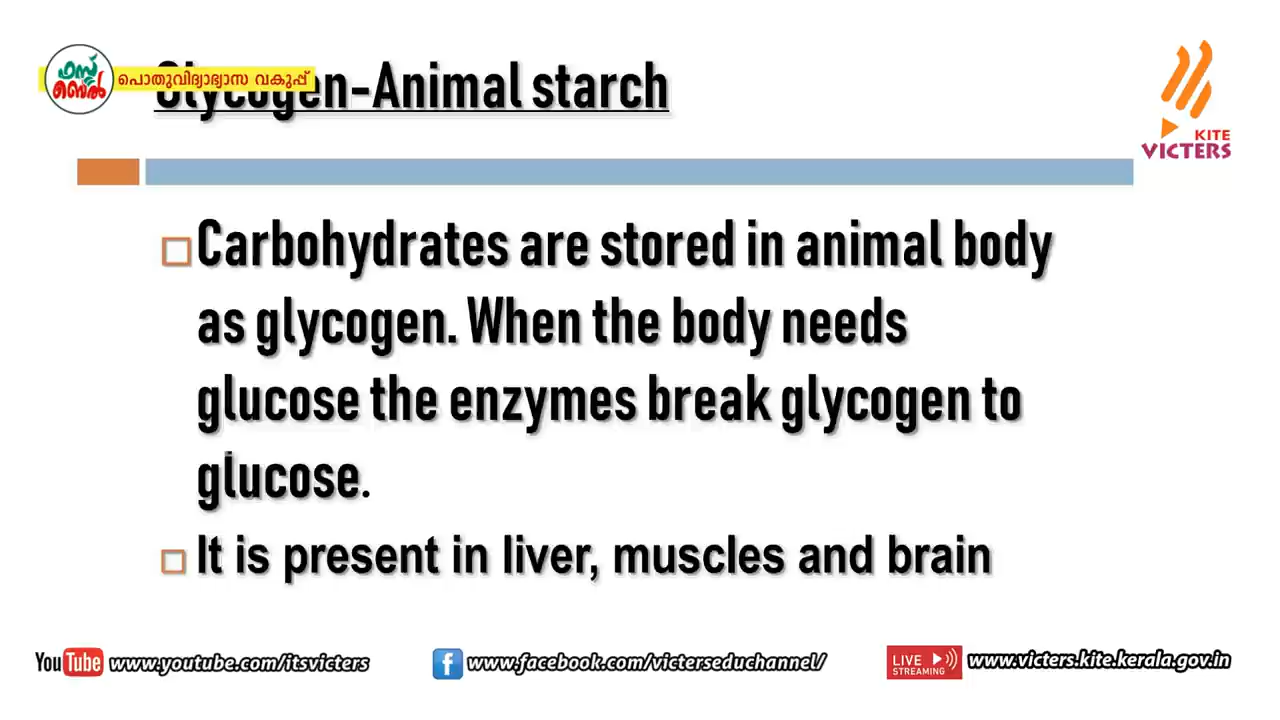 ഫസ്റ്റ്
ബെൽ
പൊതുവിദ്യാഭ്യാസ വകുപ്പ്
Glycogen-Animal starch
KITE
VICTERS
Carbohydrates are stored in animal body
as glycogen. When the body needs
glucose the enzymes break glycogen to
glucose.
It is present in liver, muscles and brain
YouTube www.youtube.com/itsvicters
f www.facebook.com/victerseduchannel/
LIVE
STREAMING
www.victers.kite.kerala.gov.in